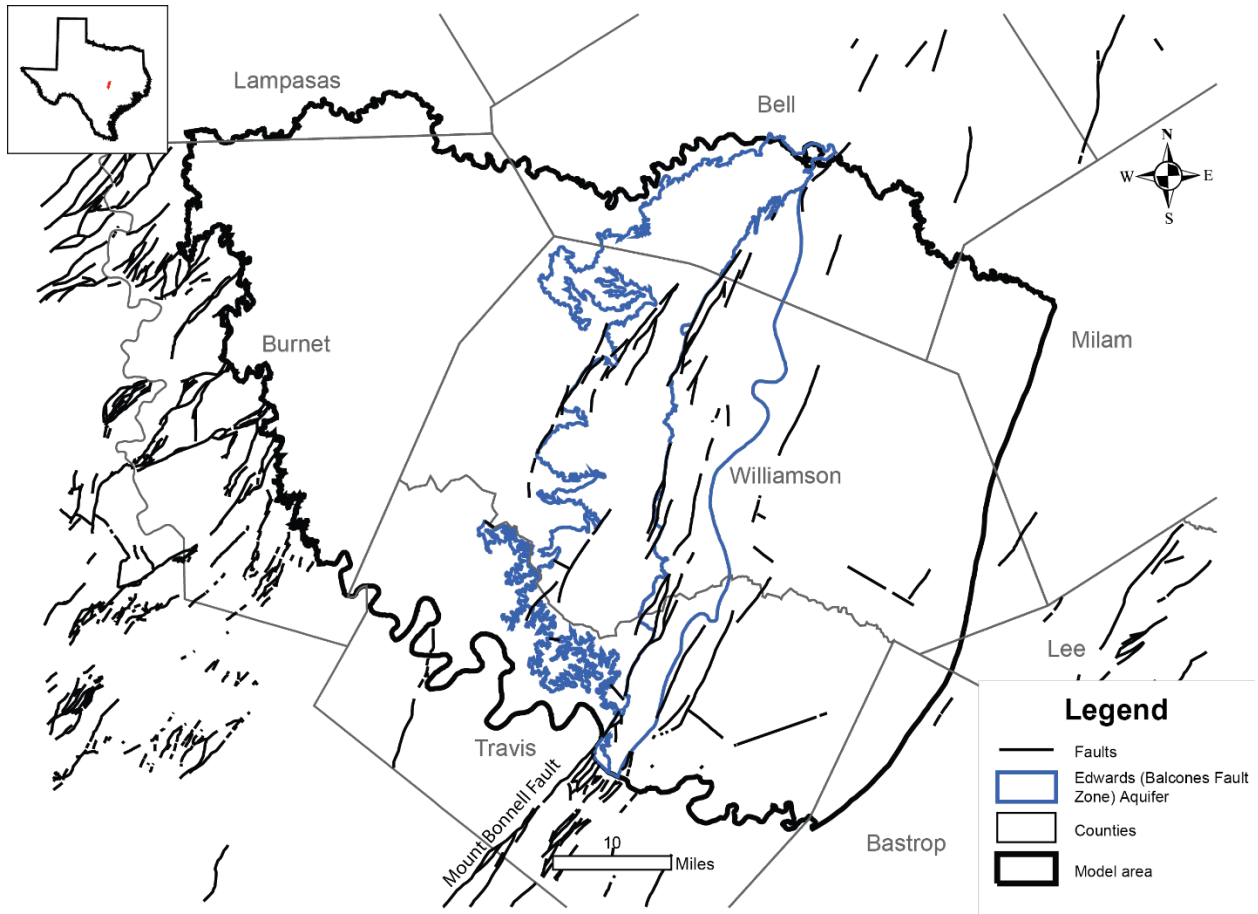 Lampasas
Bell
N
W
E
S
Burnet
Milam
Williamson
Lee
Travis
Mount Bonnell Fault
Bastrop
10
Miles
Legend
Faults
Edwards (Balcones Fault
Zone) Aquifer
Counties
Model area